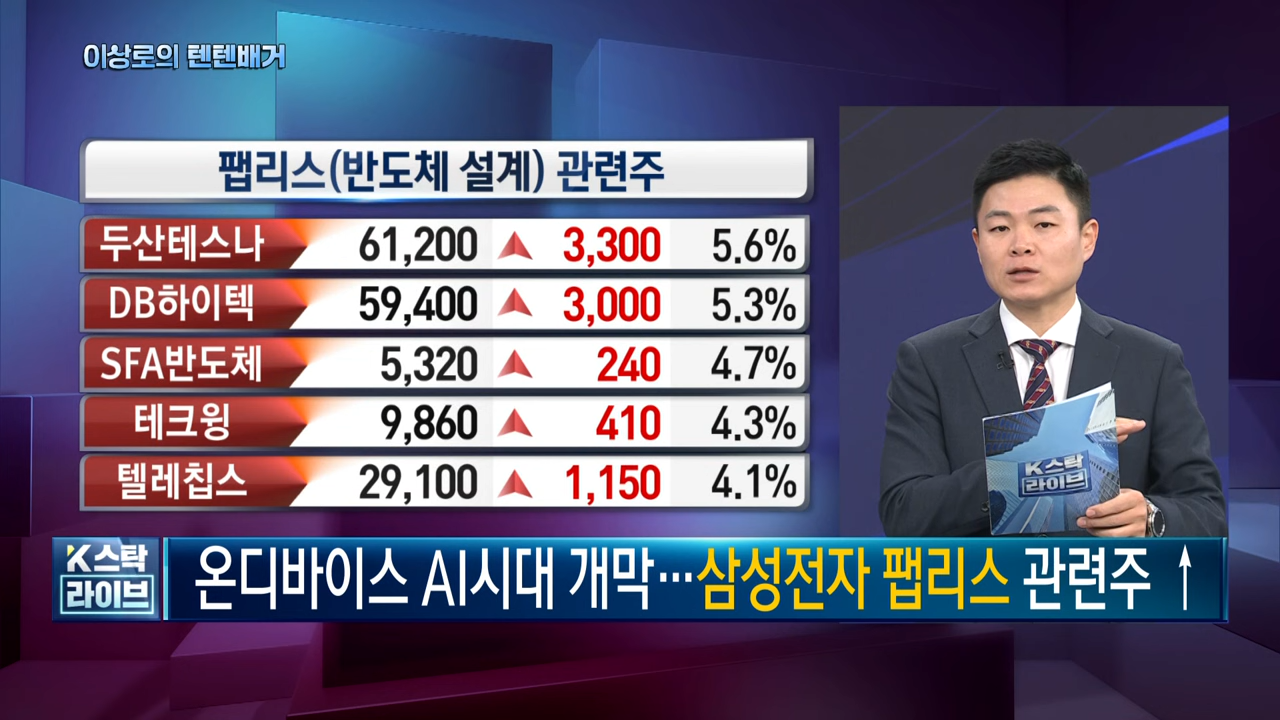 이상로의 텐텐배거
팹리스(반도체 설계) 관련주
두산테스나 61,200 ▲ 3,300 5.6%
DB하이텍 59,400 ▲ 3,000 5.3%
SFA반도체 5,320 ▲ 240 4.7%
테크윙 9,860 ▲ 410 4.3%
텔레칩스 29,100 ▲ 1,150 4.1%
K스탁
라이브
K스탁
라이브
온디바이스 AI시대 개막…삼성전자 팹리스 관련주 ↑